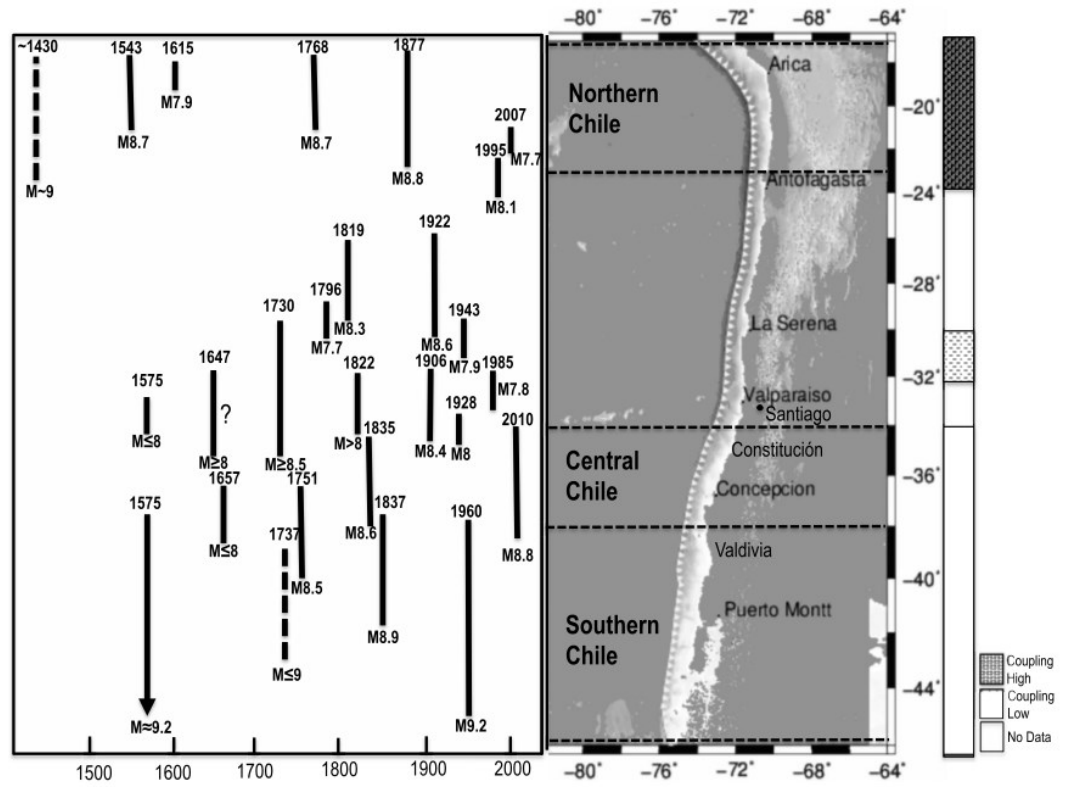 −80° −76° −72° −68° −64°
~1430 1543 1615 1768 1877
M~9 M8.7 M7.9 M8.7 M8.8
2007
M7.7
1995
M8.1
1819
M8.3
1922
M8.6
1796
M7.7
1730
M≥8.5
1943
M7.9
1647
?
M≥8
1822
M>8
1906
M8.4
1985
M7.8
1575
M≤8
1928
M8
2010
M8.8
1835
M8.6
1657
M≤8
1751
M8.5
1575
M≈9.2
1737
M≤9
1837
M8.9
1960
M9.2
1500 1600 1700 1800 1900 2000
Northern
Chile
Central
Chile
Southern
Chile
Arica
Antofagasta
La Serena
Valparaiso
Santiago
Constitución
Concepcion
Valdivia
Puerto Montt
−20°
−24°
−28°
−32°
−36°
−40°
−44°
−80° −76° −72° −68° −64°
Coupling
High
Coupling
Low
No Data